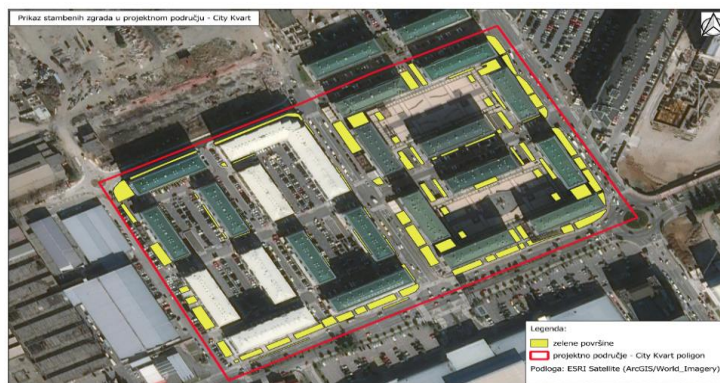 Prikaz stambenih zgrada u projektnom području - City Kvart
Legenda:
zelene površine
projektno područje - City Kvart poligon
Podloga: ESRI Satellite (ArcGIS/World_Imagery)